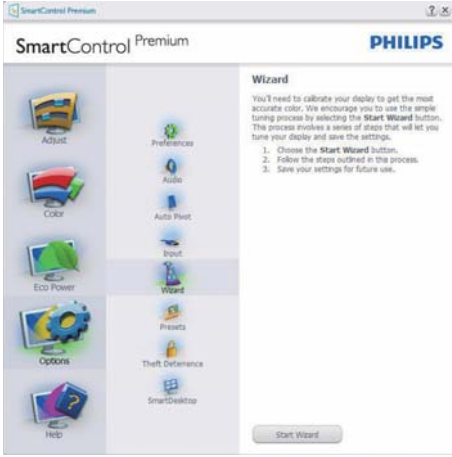 SmartControl Premium
SmartControl Premium
PHILIPS
Adjust
Color
Eco Power
Options
Help
Preferences
Audio
Auto Pivot
Input
Wizard
Presets
Theft Deterrence
SmartDesktop
Wizard
You'll need to calibrate your display to get the most
accurate color. We encourage you to use the simple
tuning process by selecting the Start Wizard button.
This process involves a series of steps that will let you
tune your display and save the settings.
1. Choose the Start Wizard button.
2. Follow the steps outlined in the process.
3. Save your settings for future use.
Start Wizard